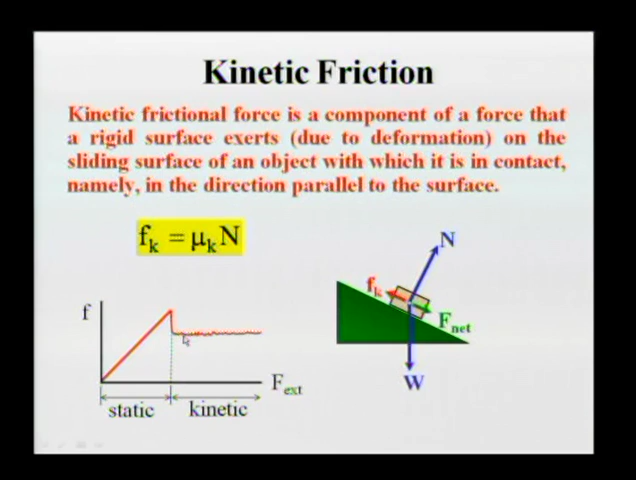 Kinetic Friction
Kinetic frictional force is a component of a force that
a rigid surface exerts (due to deformation) on the
sliding surface of an object with which it is in contact,
namely, in the direction parallel to the surface.
fk = μkN
N
fk
Fnet
W
f
Fext
static
kinetic